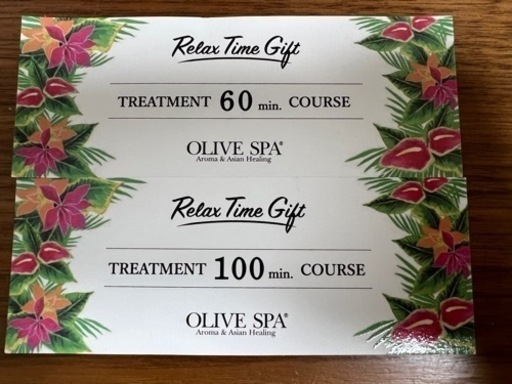 Relax Time Gift
TREATMENT 60 min. COURSE
OLIVE SPA®
Aroma & Asian Healing
Relax Time Gift
TREATMENT 100 min. COURSE
OLIVE SPA®
Aroma & Asian Healing